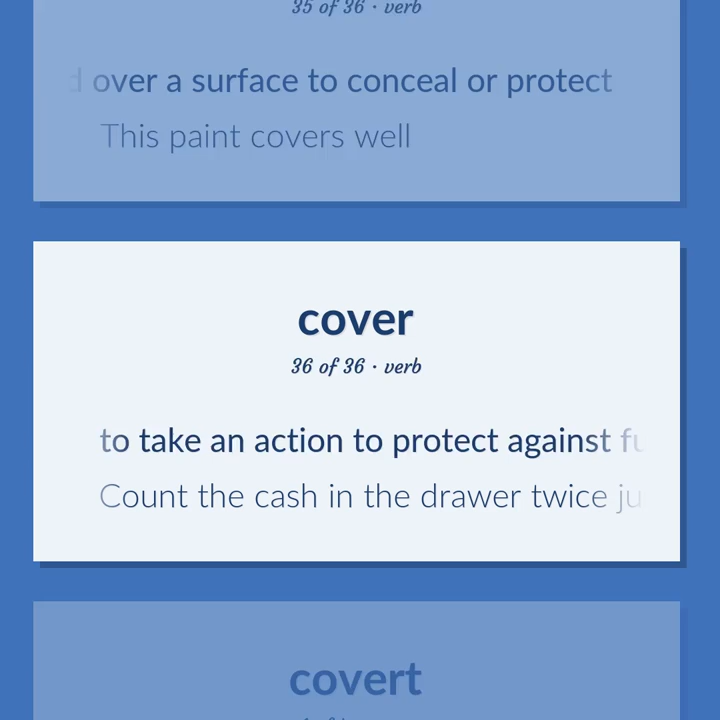 35 of 36 · verb
over a surface to conceal or protect
This paint covers well
cover
36 of 36 · verb
to take an action to protect against
Count the cash in the drawer twice
covert